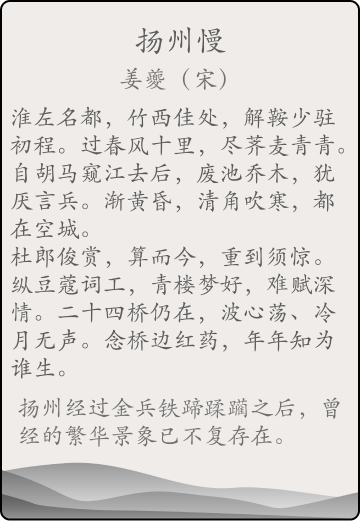 扬州慢
姜夔（宋）
淮左名都，竹西佳处，解鞍少驻
初程。过春风十里，尽荠麦青青。
自胡马窥江去后，废池乔木，犹
厌言兵。渐黄昏，清角吹寒，都
在空城。
杜郎俊赏，算而今，重到须惊。
纵豆蔻词工，青楼梦好，难赋深
情。二十四桥仍在，波心荡、冷
月无声。念桥边红药，年年知为
谁生。
扬州经过金兵铁蹄蹂躏之后，曾
经的繁华景象已不复存在。